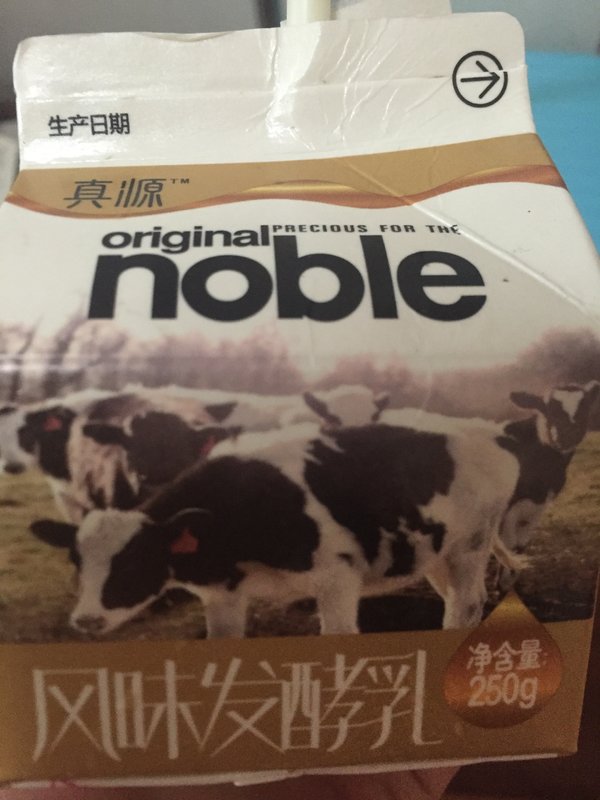 生产日期
真源™
original PRECIOUS FOR THE
noble
风味发酵乳
净含量:
250g